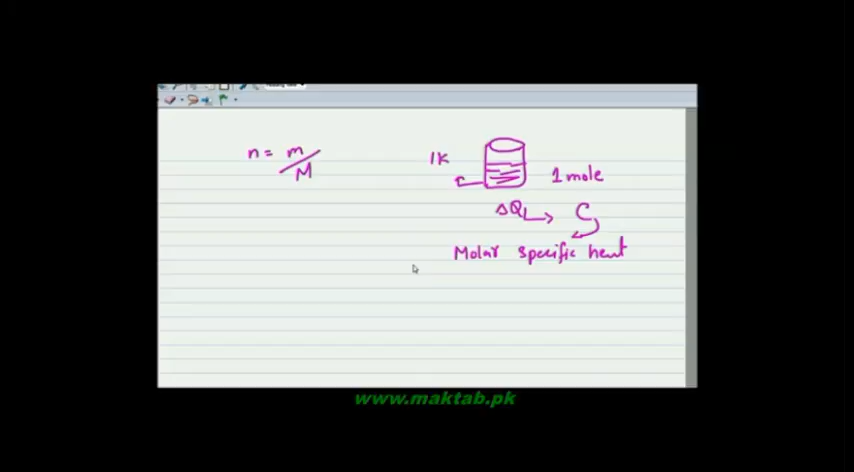 n = m/M
1K
1 mole
ΔQ → C
Molar specific heat
www.maktab.pk